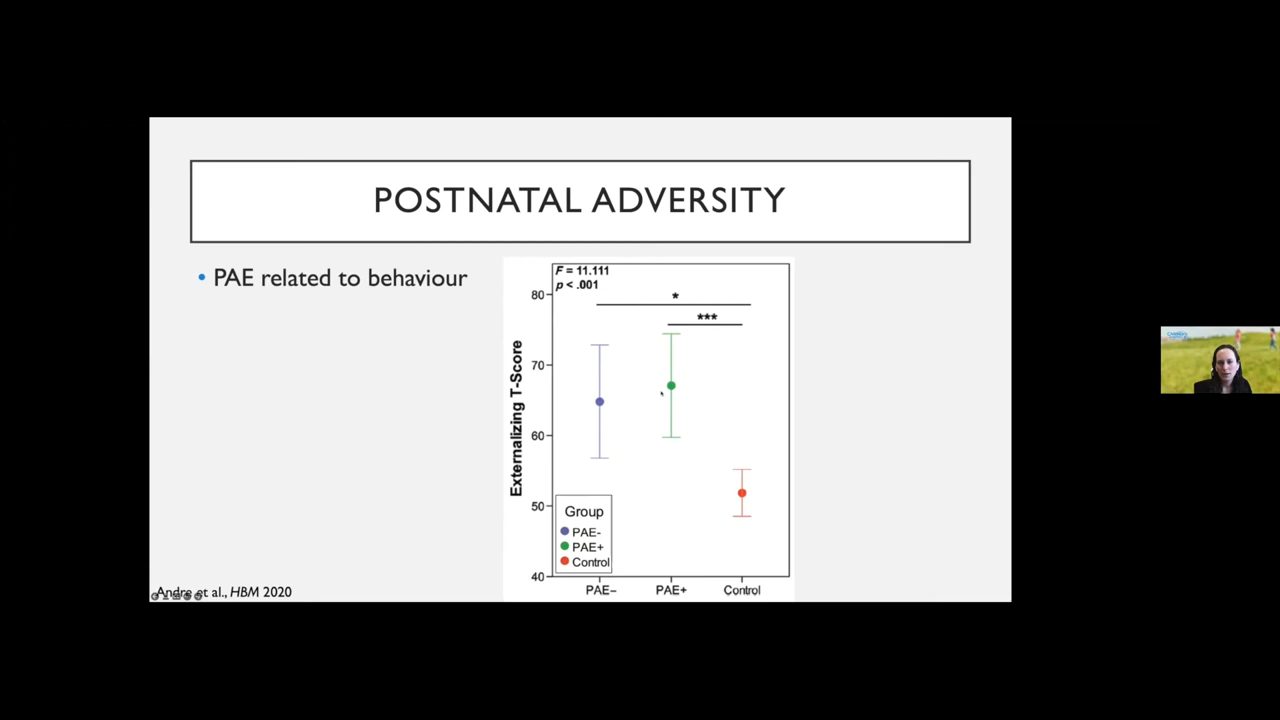 POSTNATAL ADVERSITY
• PAE related to behaviour
F = 11.111
p < .001
*
***
Externalizing T-Score
80
70
60
50
40
Group
PAE-
PAE+
Control
PAE–
PAE+
Control
Andre et al., HBM 2020